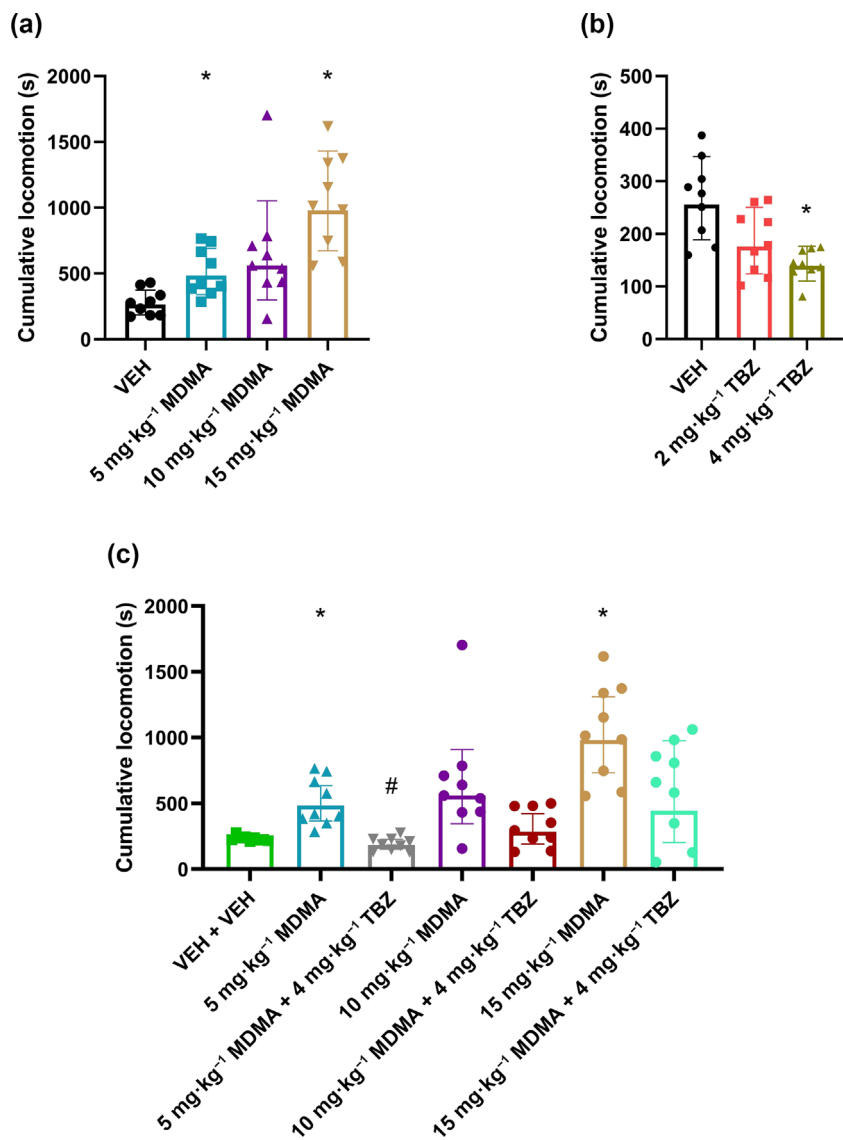 (a)
Cumulative locomotion (s)
2000
1500
1000
500
0
*
*
VEH
5 mg·kg⁻¹ MDMA
10 mg·kg⁻¹ MDMA
15 mg·kg⁻¹ MDMA
(b)
Cumulative locomotion (s)
500
400
300
200
100
0
*
VEH
2 mg·kg⁻¹ TBZ
4 mg·kg⁻¹ TBZ
(c)
Cumulative locomotion (s)
2000
1500
1000
500
0
*
#
*
VEH + VEH
5 mg·kg⁻¹ MDMA
5 mg·kg⁻¹ MDMA + 4 mg·kg⁻¹ TBZ
10 mg·kg⁻¹ MDMA
10 mg·kg⁻¹ MDMA + 4 mg·kg⁻¹ TBZ
15 mg·kg⁻¹ MDMA
15 mg·kg⁻¹ MDMA + 4 mg·kg⁻¹ TBZ